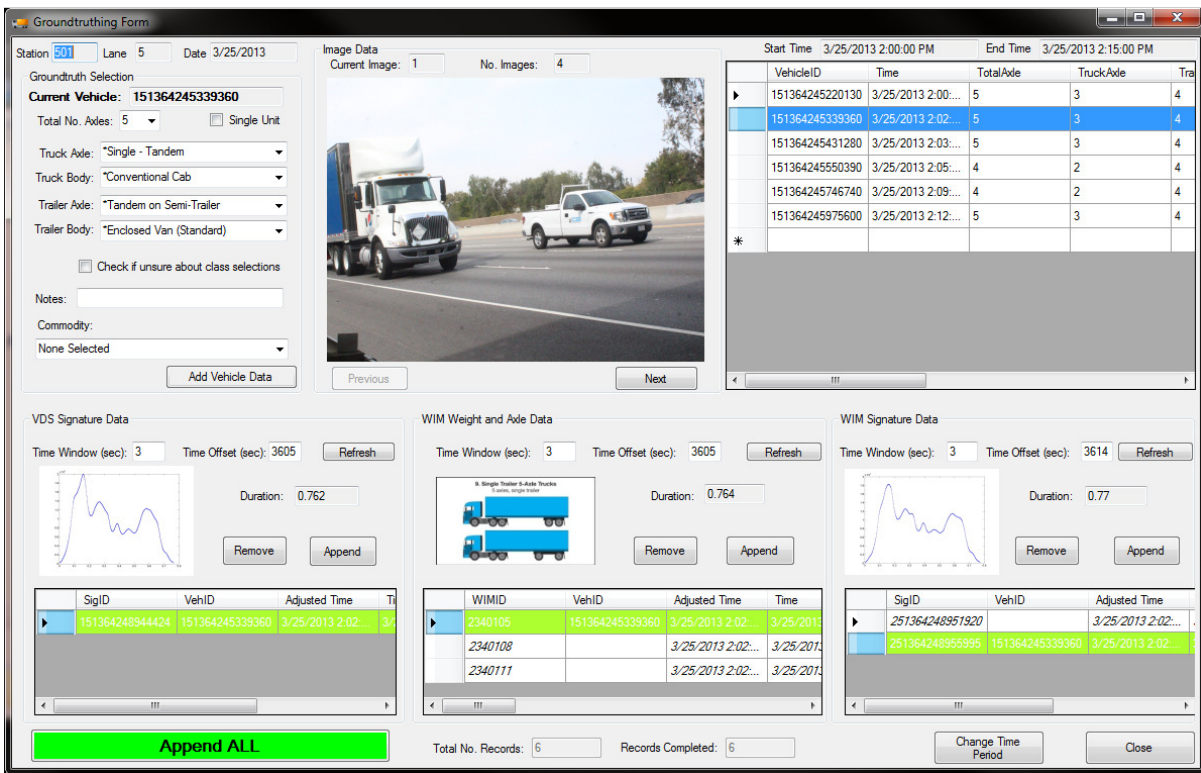 Groundtruthing Form
Station 501 Lane 5 Date 3/25/2013
Groundtruth Selection
Current Vehicle: 151364245339360
Total No. Axles: 5 Single Unit
Truck Axle: *Single - Tandem
Truck Body: *Conventional Cab
Trailer Axle: *Tandem on Semi-Trailer
Trailer Body: *Enclosed Van (Standard)
Check if unsure about class selections
Notes:
Commodity:
None Selected
Add Vehicle Data
Image Data
Current Image: 1 No. Images: 4
Previous Next
Start Time 3/25/2013 2:00:00 PM End Time 3/25/2013 2:15:00 PM
VehicleID Time TotalAxle TruckAxle Tra
151364245220130 3/25/2013 2:00:... 5 3 4
151364245339360 3/25/2013 2:02:... 5 3 4
151364245431280 3/25/2013 2:03:... 5 3 4
151364245550390 3/25/2013 2:05:... 4 2 4
151364245746740 3/25/2013 2:09:... 4 2 4
151364245975600 3/25/2013 2:12:... 5 3 4
VDS Signature Data
Time Window (sec): 3 Time Offset (sec): 3605 Refresh
Duration: 0.762
Remove Append
SigID VehID Adjusted Time Ti
151364248944424 151364245339360 3/25/2013 2:02:... 3/2
WIM Weight and Axle Data
Time Window (sec): 3 Time Offset (sec): 3605 Refresh
9. Single Trailer 5-Axle Trucks
5 axles, single trailer
Duration: 0.764
Remove Append
WIMID VehID Adjusted Time Time
2340105 151364245339360 3/25/2013 2:02:... 3/25/2013
2340108 3/25/2013 2:02:... 3/25/2013
2340111 3/25/2013 2:02:... 3/25/2013
WIM Signature Data
Time Window (sec): 3 Time Offset (sec): 3614 Refresh
Duration: 0.77
Remove Append
SigID VehID Adjusted Time
251364248951920 3/25/2013 2:02:...
251364248955995 151364245339360 3/25/2013 2:02:...
Append ALL
Total No. Records: 6 Records Completed: 6
Change Time
Period
Close